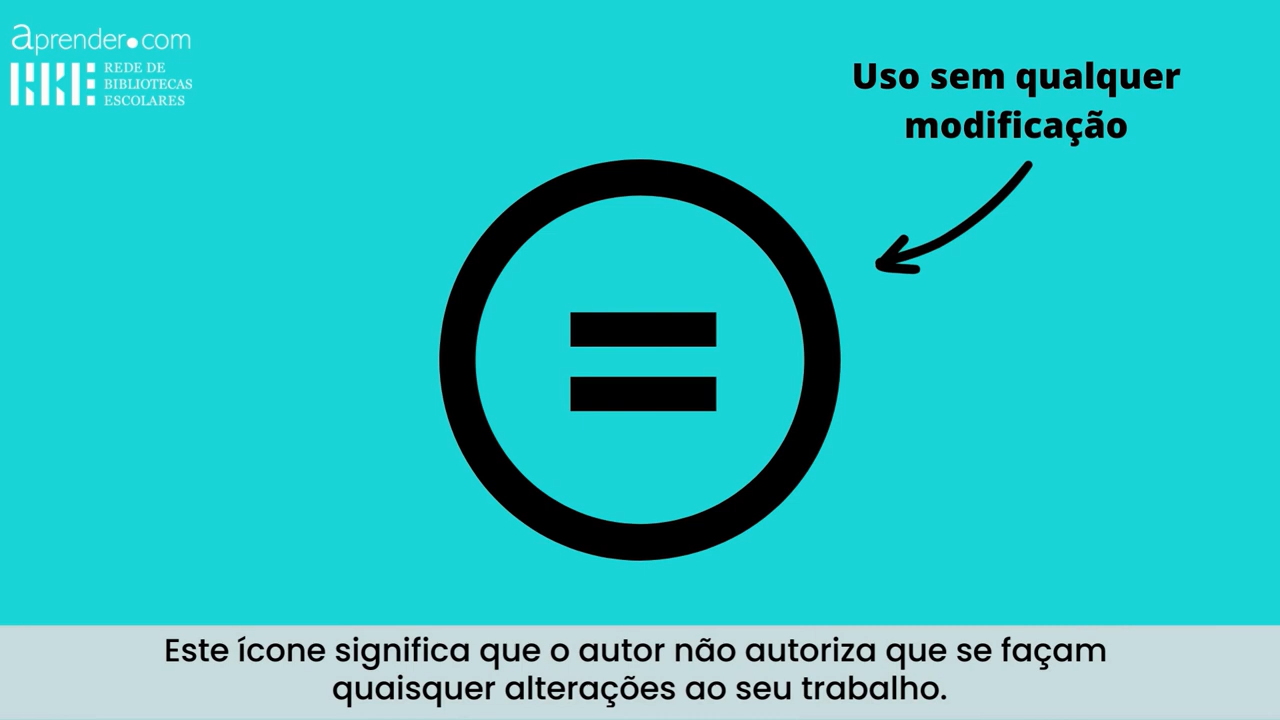 aprender.com
REDE DE
BIBLIOTECAS
ESCOLARES
Uso sem qualquer
modificação
Este ícone significa que o autor não autoriza que se façam
quaisquer alterações ao seu trabalho.